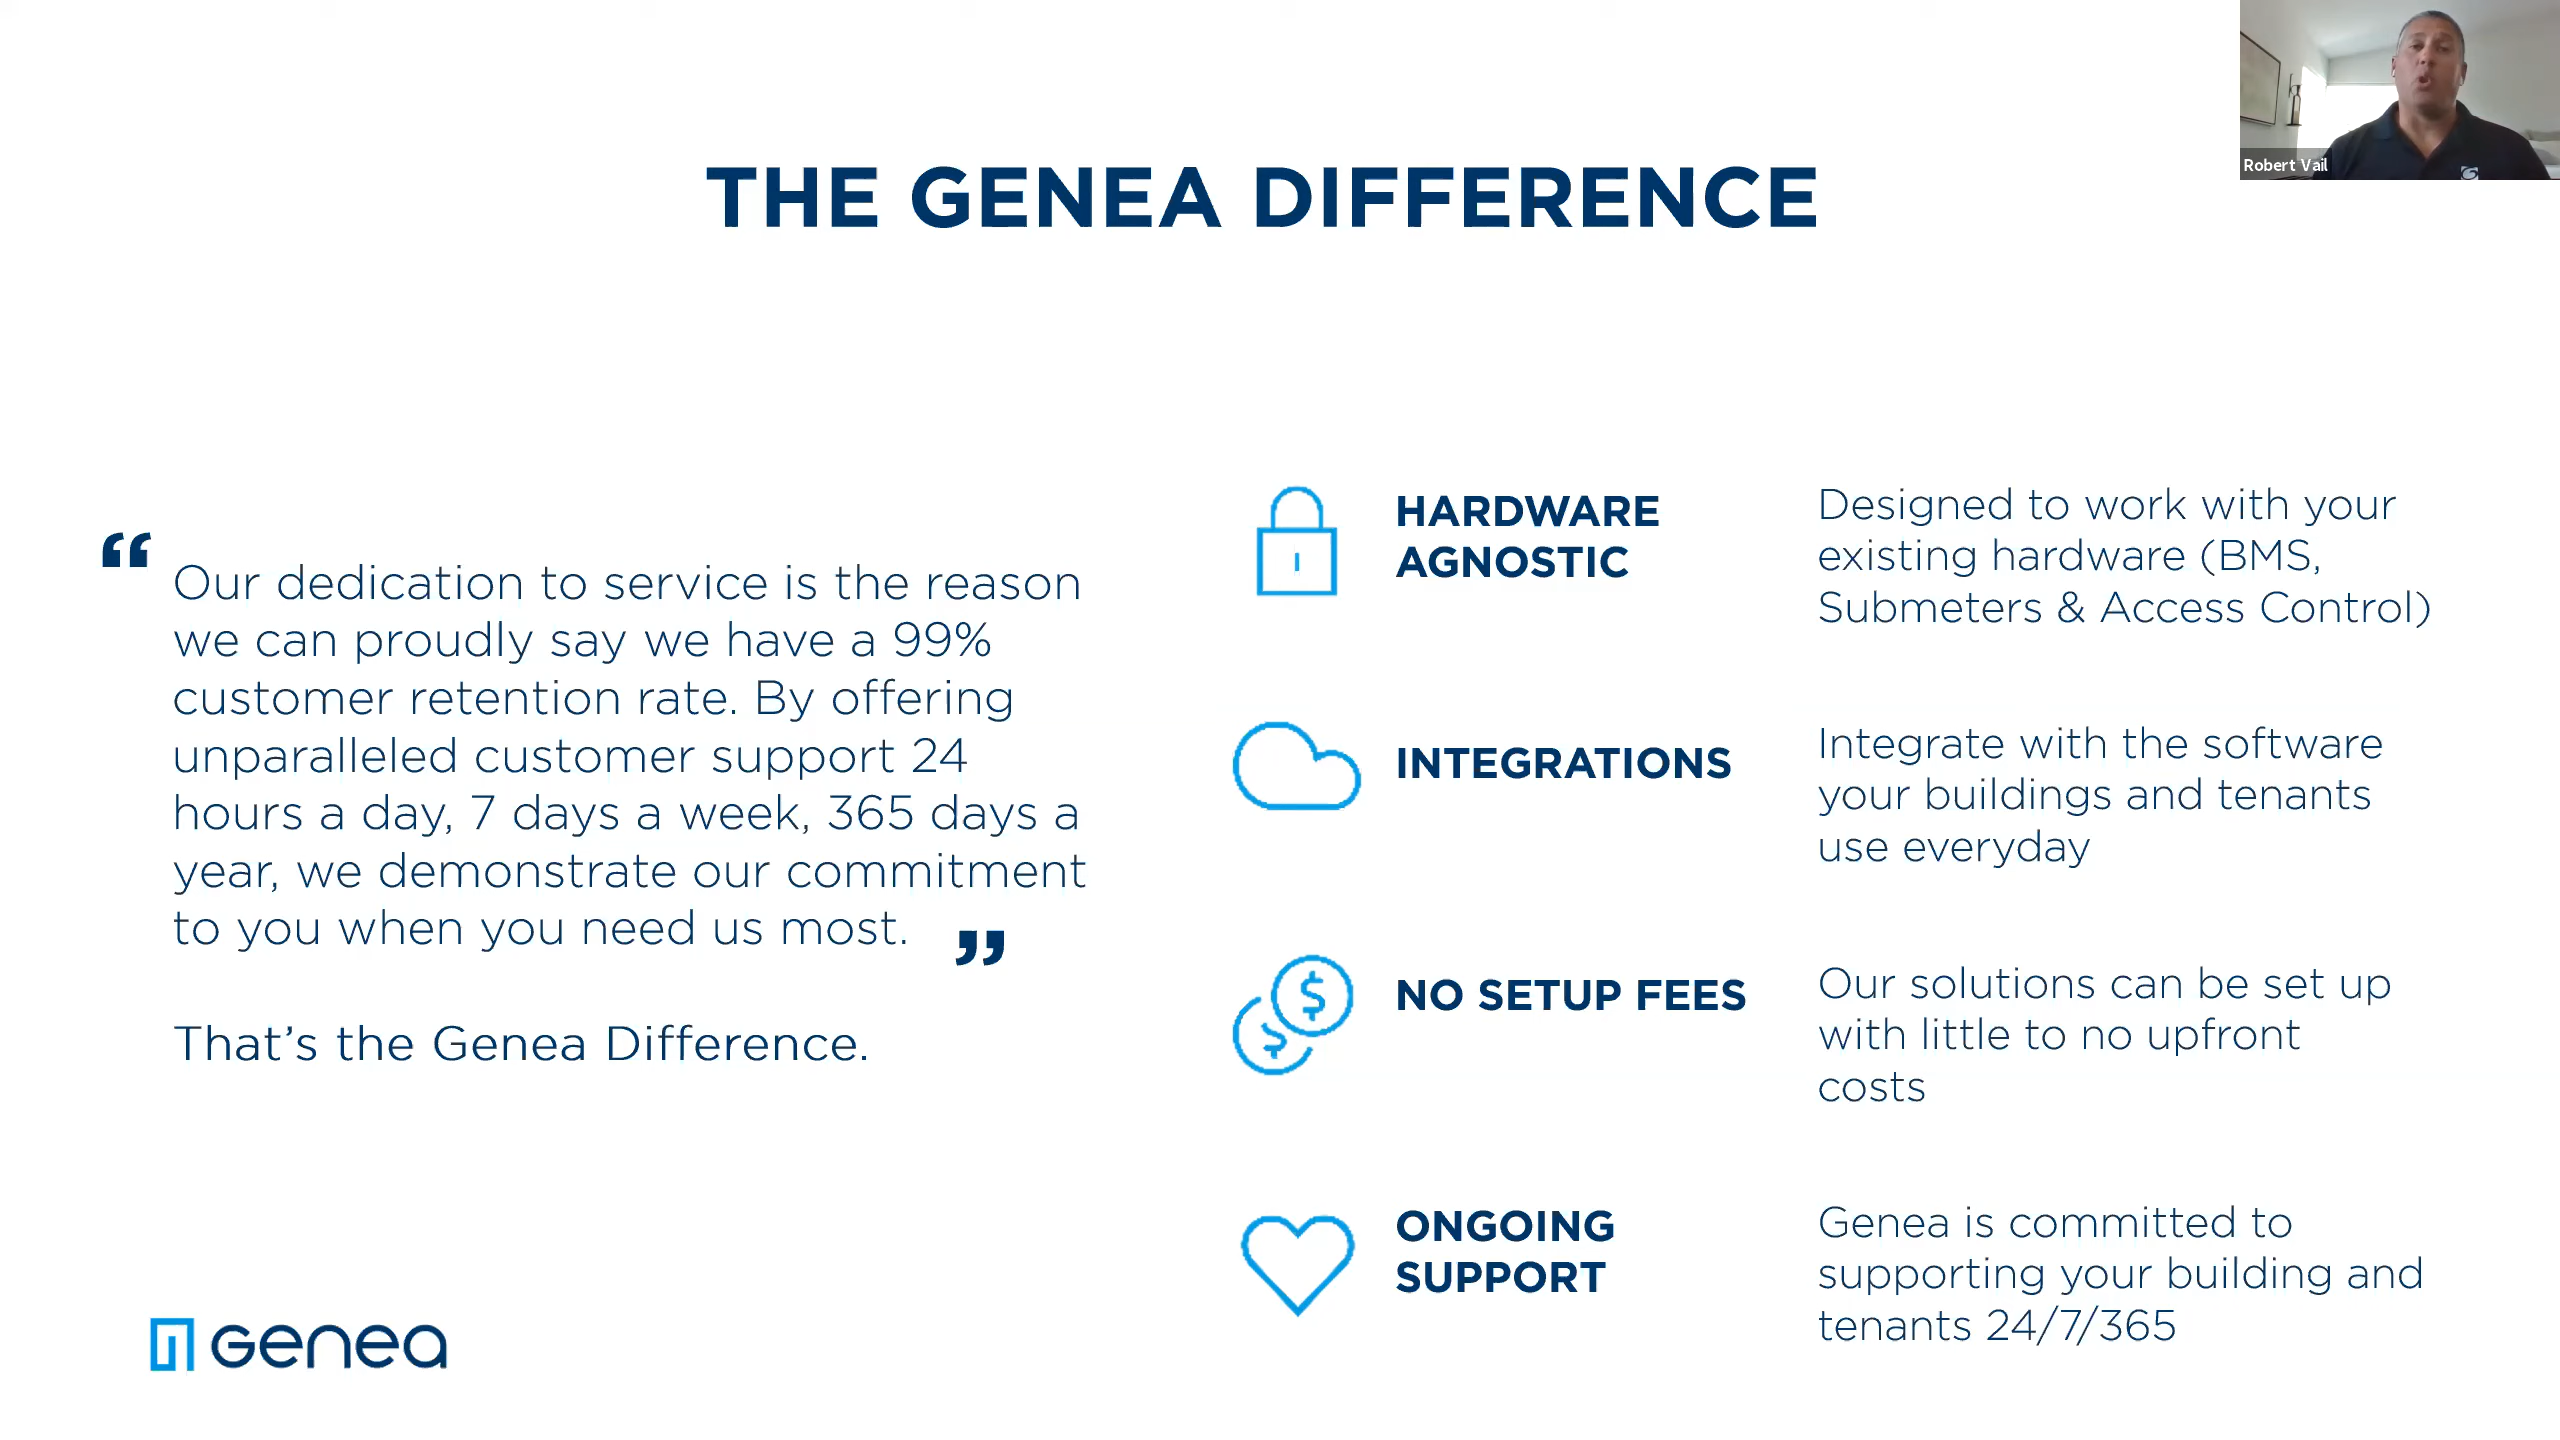 THE GENEA DIFFERENCE
Robert Vail
“
Our dedication to service is the reason
we can proudly say we have a 99%
customer retention rate. By offering
unparalleled customer support 24
hours a day, 7 days a week, 365 days a
year, we demonstrate our commitment
to you when you need us most.
”
That’s the Genea Difference.
HARDWARE
AGNOSTIC
Designed to work with your
existing hardware (BMS,
Submeters & Access Control)
INTEGRATIONS
Integrate with the software
your buildings and tenants
use everyday
NO SETUP FEES
Our solutions can be set up
with little to no upfront
costs
ONGOING
SUPPORT
Genea is committed to
supporting your building and
tenants 24/7/365
Genea